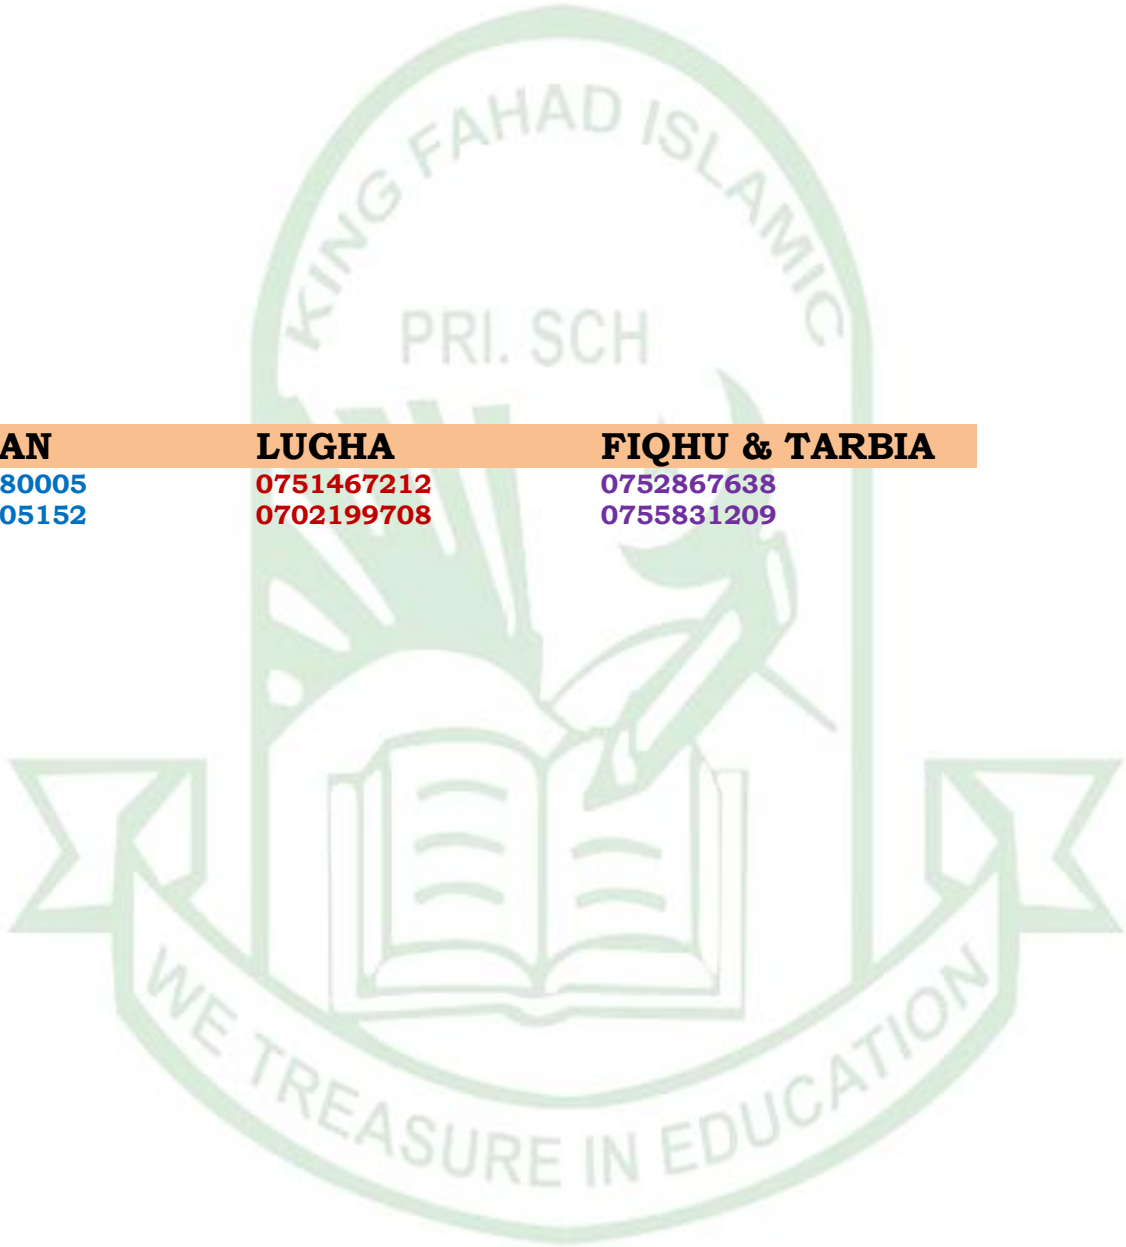 KING FAHAD ISLAMIC
PRI. SCH
AN LUGHA FIQHU & TARBIA
80005 0751467212 0752867638
05152 0702199708 0755831209
WE TREASURE IN EDUCATION